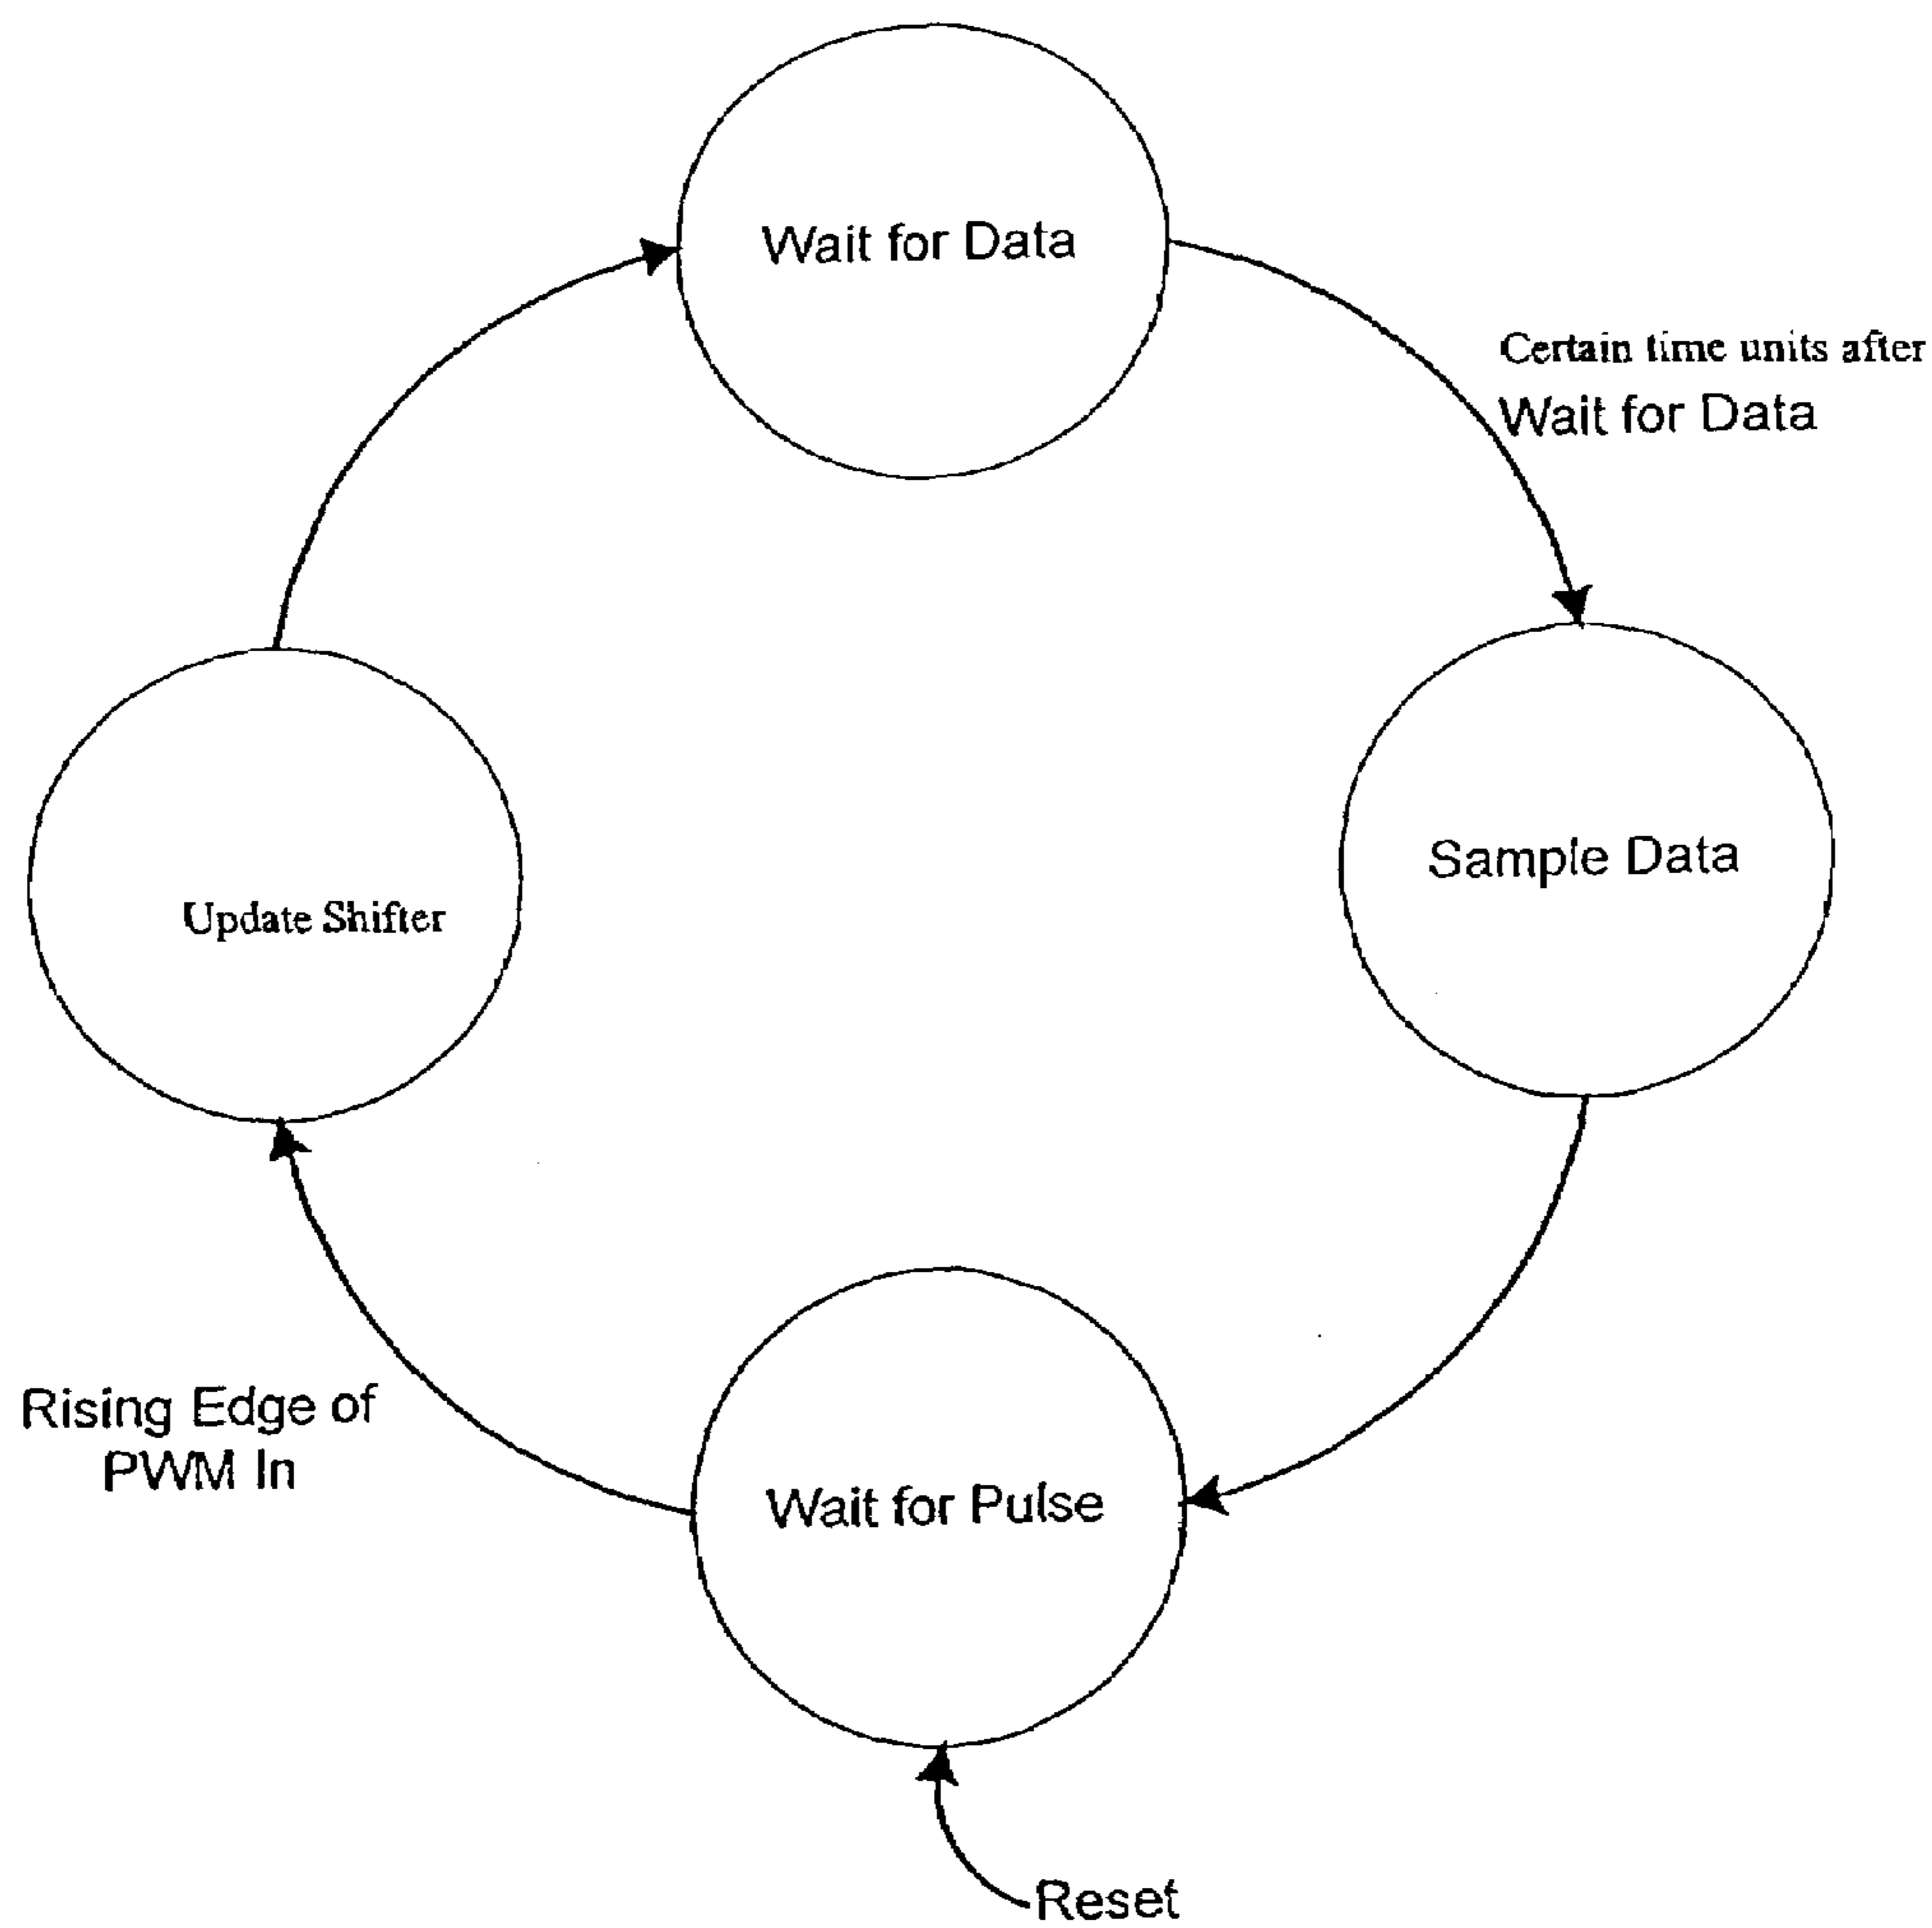 Wait for Data
Certain time units after
Wait for Data
Sample Data
Update Shifter
Rising Edge of
PWM In
Wait for Pulse
Reset